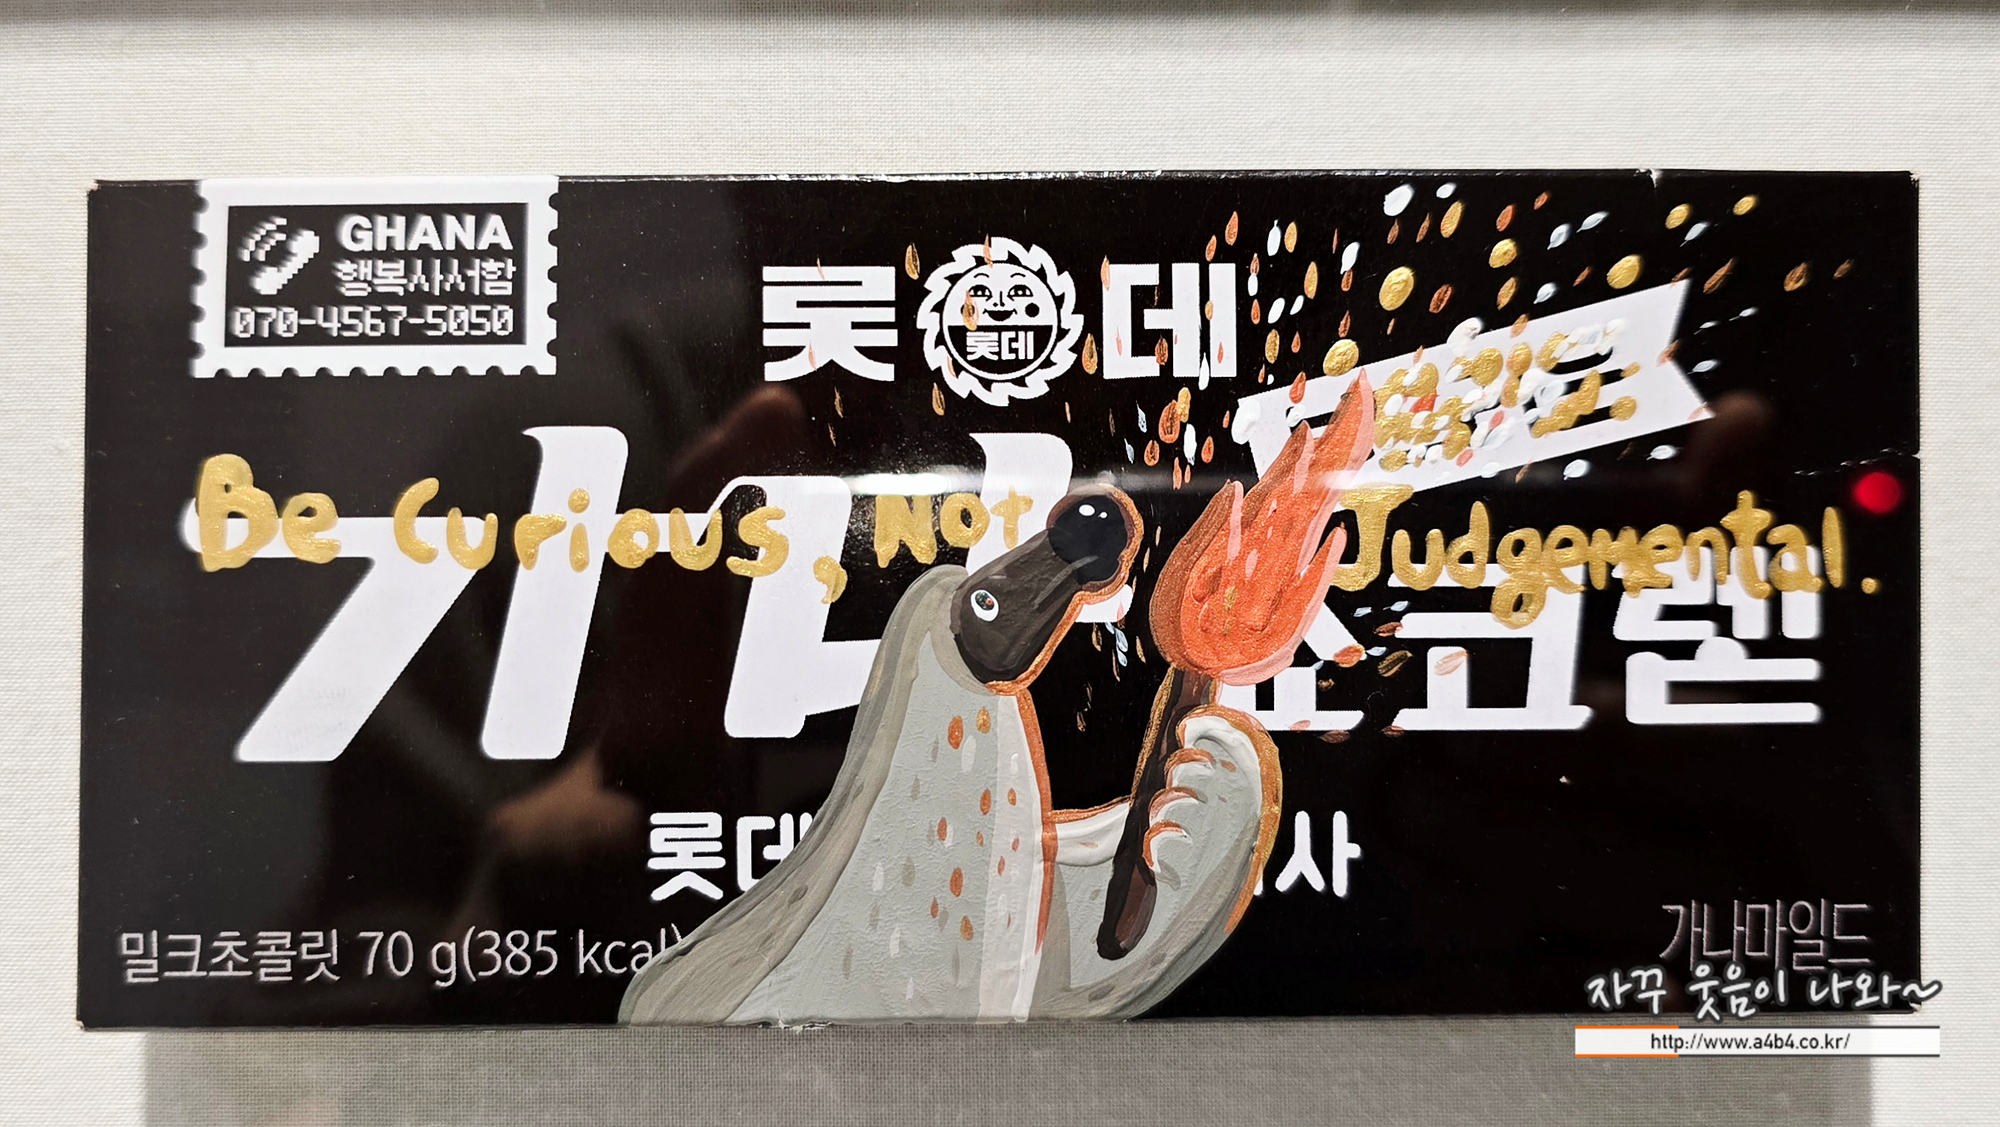 GHANA
행복사서함
070-4567-5050
롯데
롯데
Be Curious, Not Judgemental.
가나
초코렡
롯데
사
밀크초콜릿 70 g(385 kcal)
가나마일드
자꾸 웃음이 나와~
http://www.a4b4.co.kr/